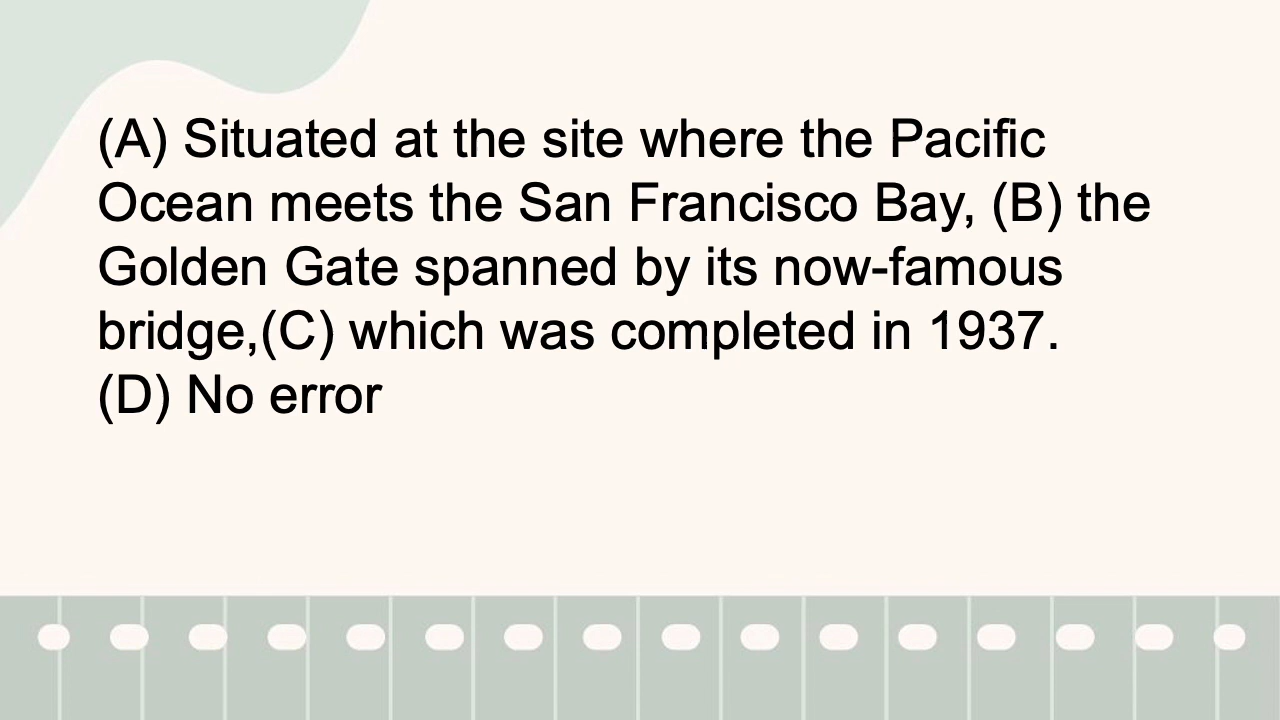 (A) Situated at the site where the Pacific
Ocean meets the San Francisco Bay, (B) the
Golden Gate spanned by its now-famous
bridge,(C) which was completed in 1937.
(D) No error